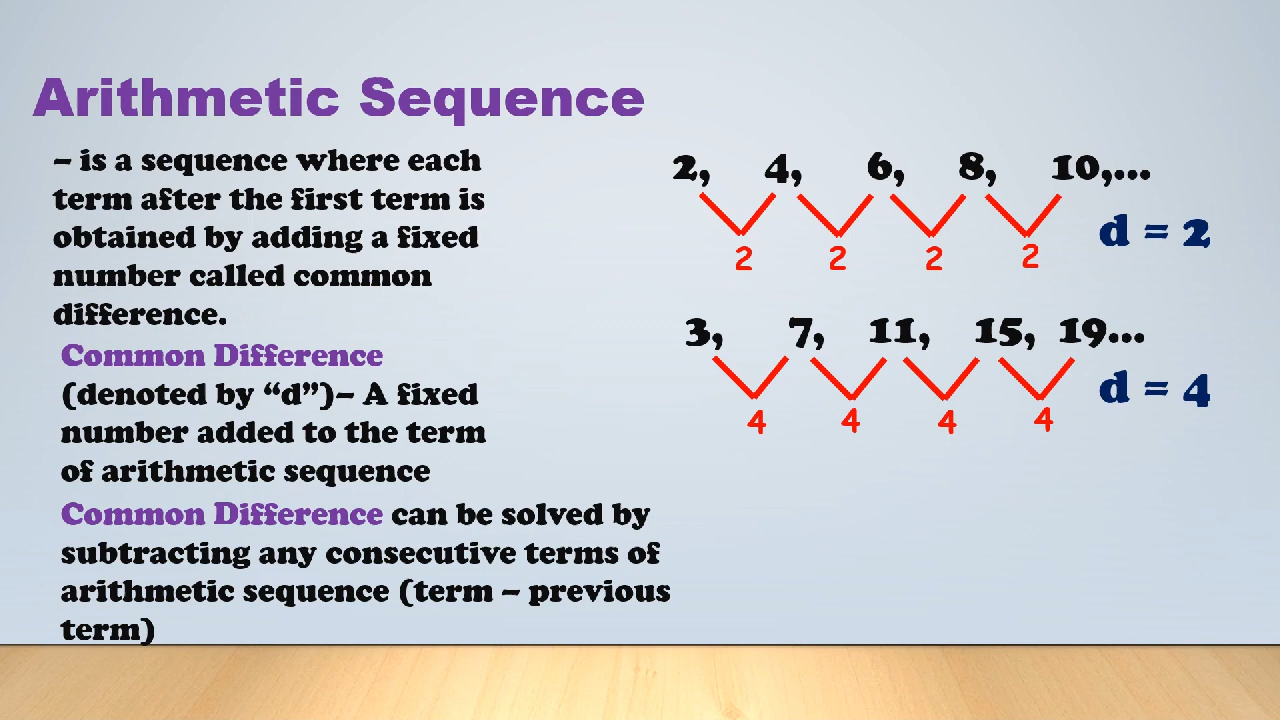 Arithmetic Sequence
– is a sequence where each
term after the first term is
obtained by adding a fixed
number called common
difference.
Common Difference
(denoted by “d”)– A fixed
number added to the term
of arithmetic sequence
Common Difference can be solved by
subtracting any consecutive terms of
arithmetic sequence (term – previous
term)
2, 4, 6, 8, 10,...
2 2 2 2
d = 2
3, 7, 11, 15, 19...
4 4 4 4
d = 4